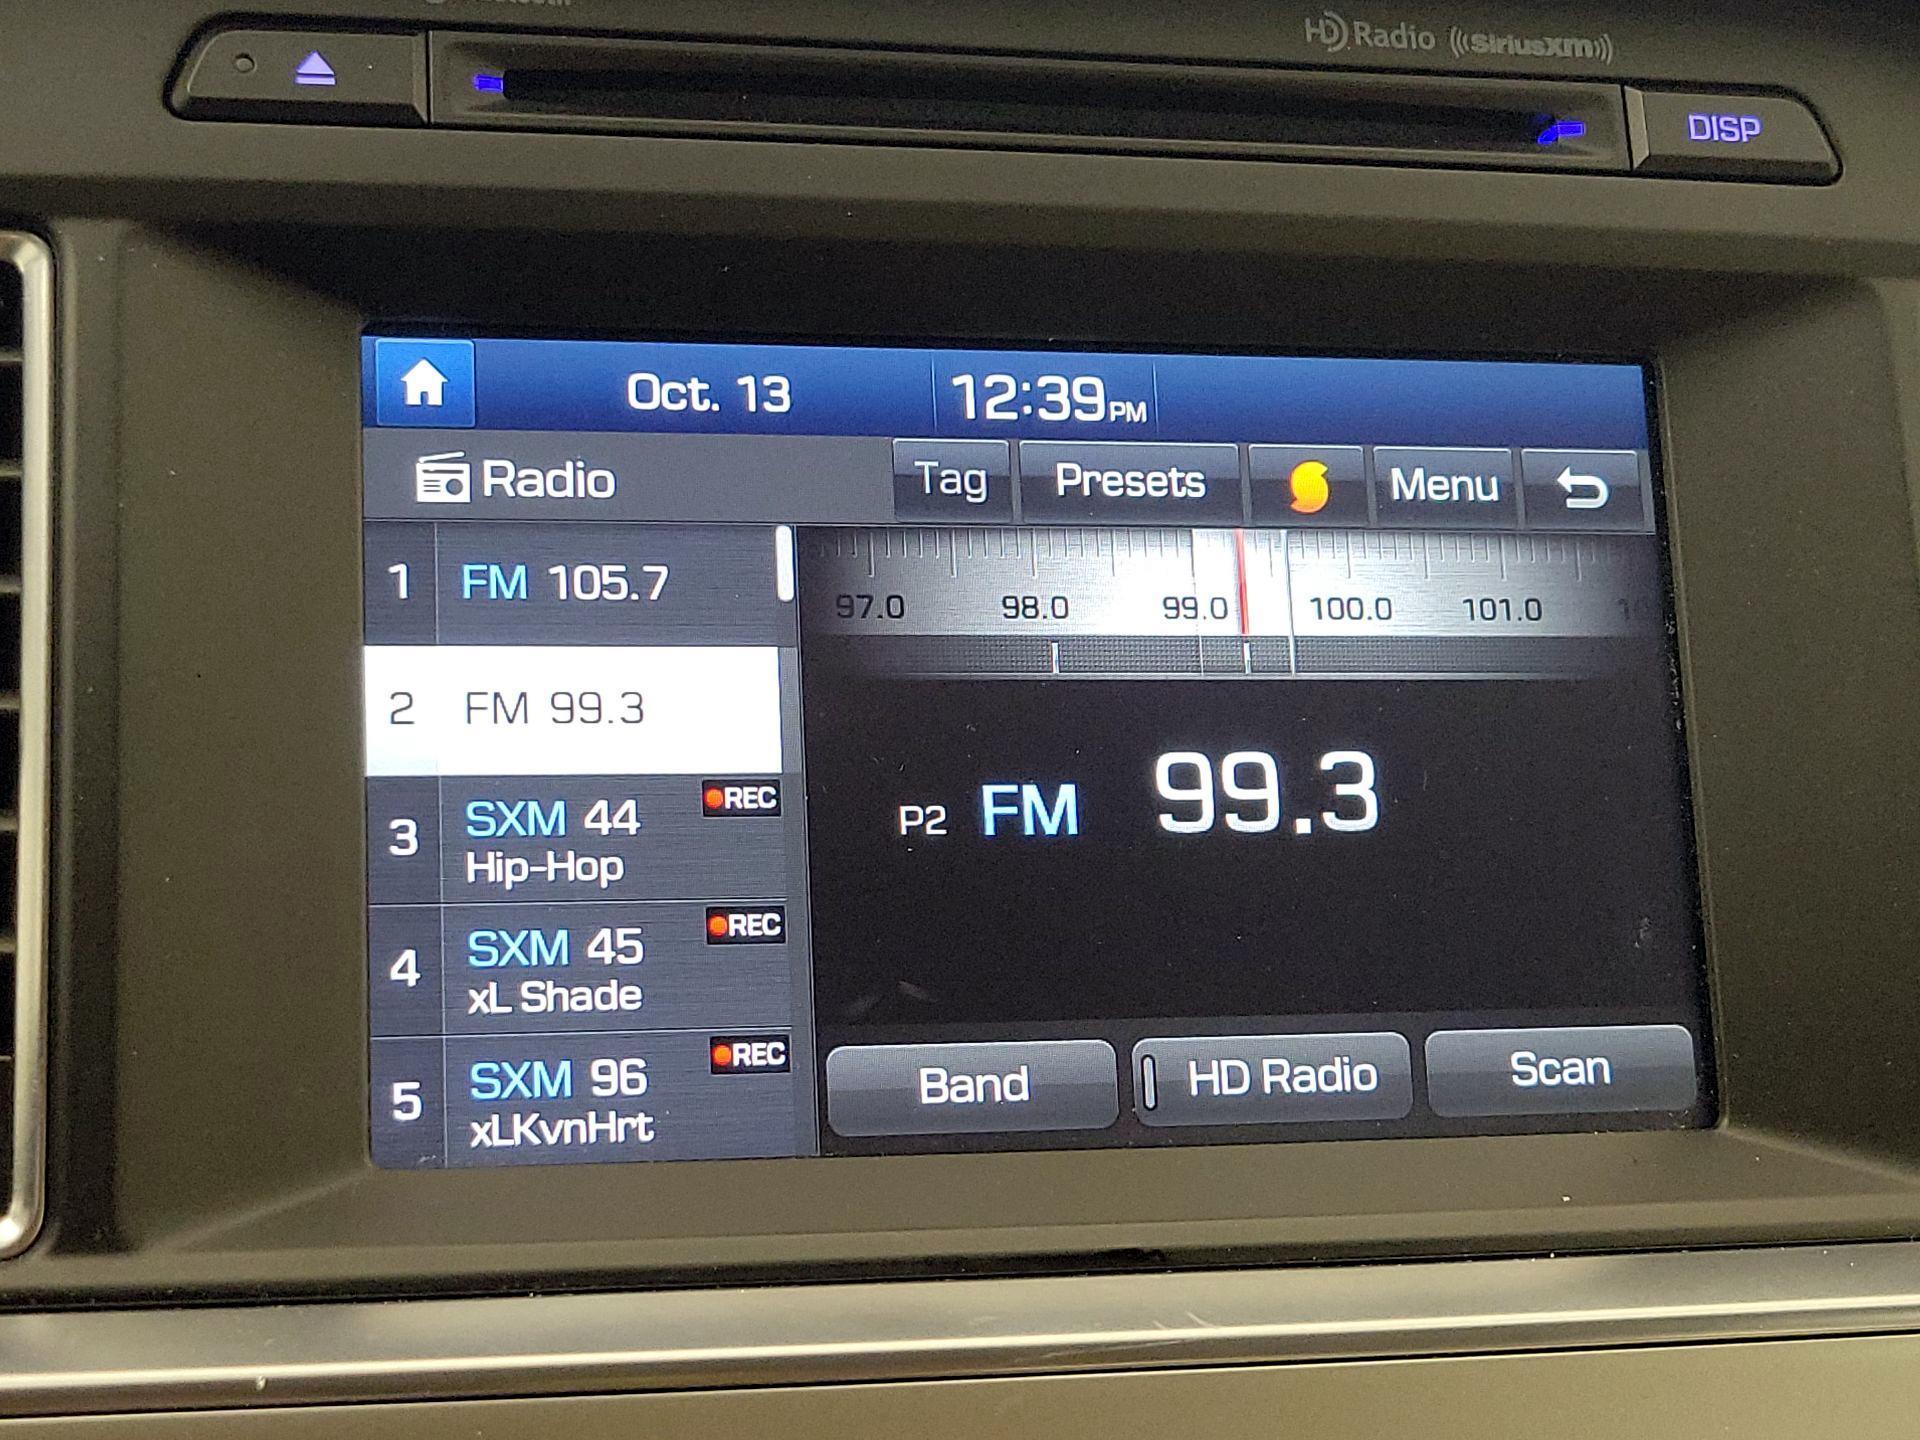 HD Radio ((SiriusXM))
DISP
Oct. 13 12:39PM
Radio Tag Presets Menu
1 FM 105.7
2 FM 99.3
3 SXM 44 REC
Hip-Hop
4 SXM 45 REC
xL Shade
5 SXM 96 REC
xLKvnHrt
97.0 98.0 99.0 100.0 101.0
P2 FM 99.3
Band HD Radio Scan